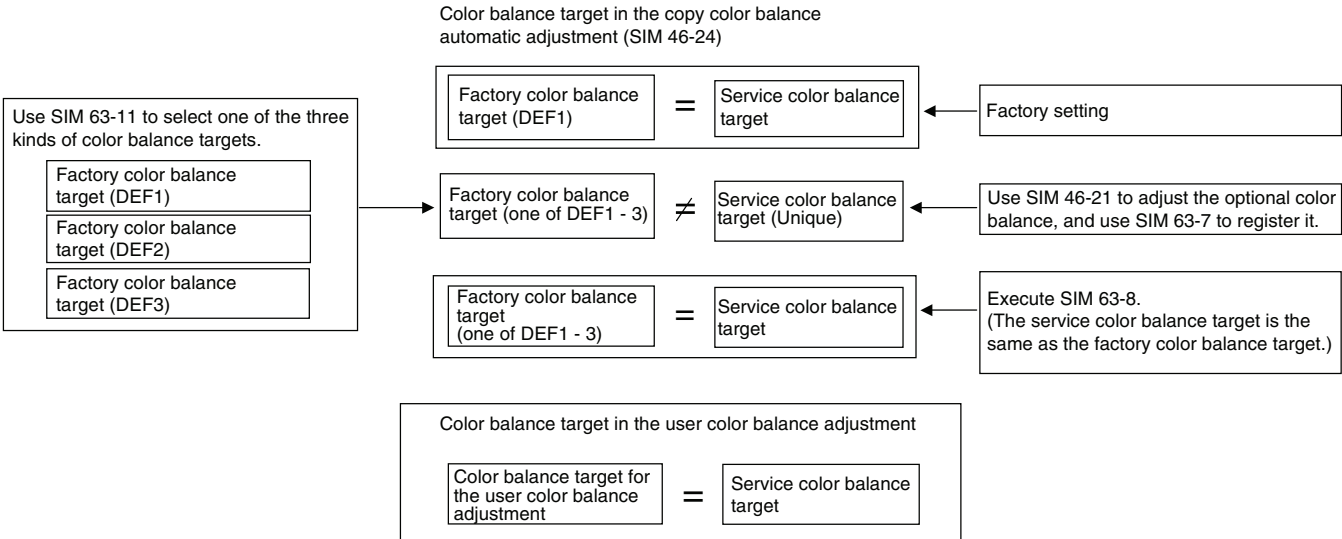 Color balance target in the copy color balance
automatic adjustment (SIM 46-24)
Use SIM 63-11 to select one of the three
kinds of color balance targets.
Factory color balance
target (DEF1)
Factory color balance
target (DEF2)
Factory color balance
target (DEF3)
Factory color balance
target (DEF1)
=
Service color balance
target
Factory setting
Factory color balance
target (one of DEF1 - 3)
≠
Service color balance
target (Unique)
Use SIM 46-21 to adjust the optional color
balance, and use SIM 63-7 to register it.
Factory color balance
target
(one of DEF1 - 3)
=
Service color balance
target
Execute SIM 63-8.
(The service color balance target is the
same as the factory color balance target.)
Color balance target in the user color balance adjustment
Color balance target for
the user color balance
adjustment
=
Service color balance
target